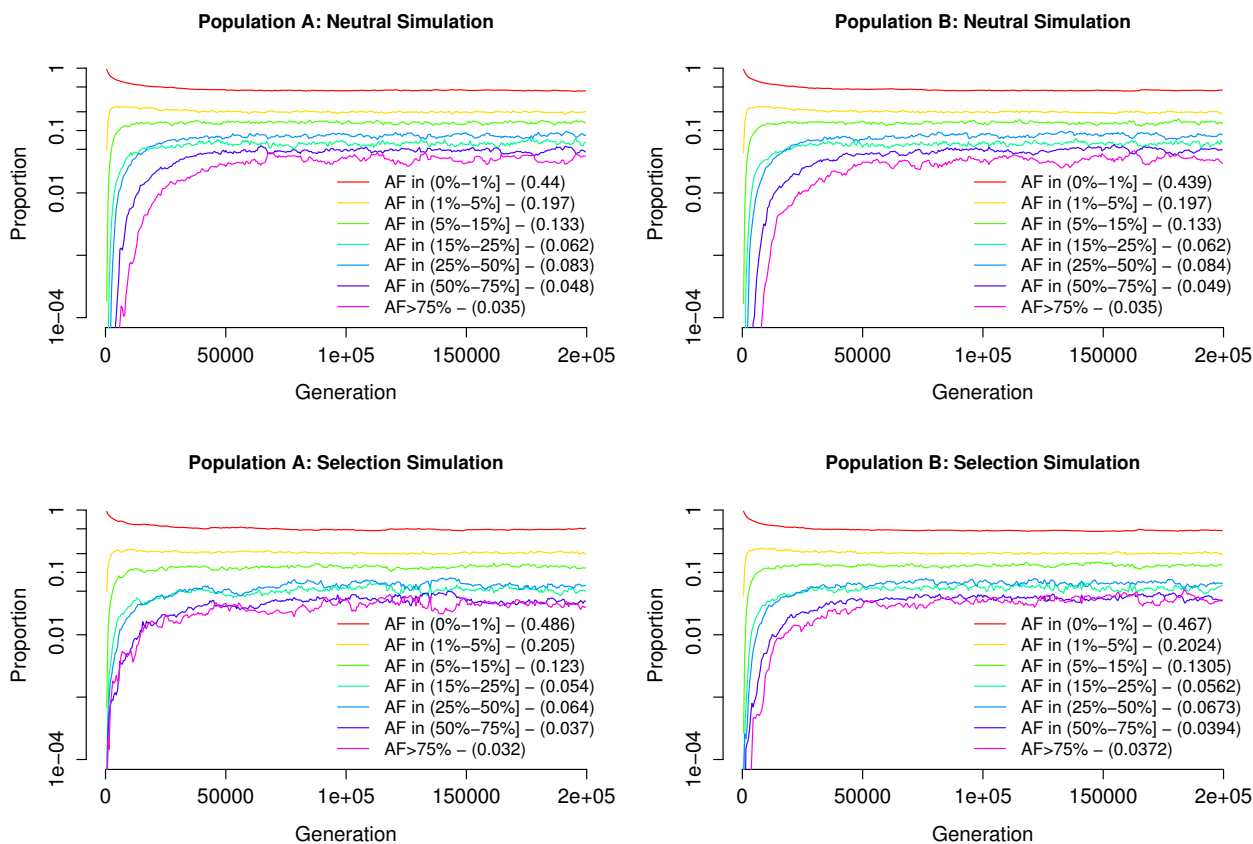 Population A: Neutral Simulation
Proportion
1
0.1
0.01
1e−04
AF in (0%−1%] − (0.44)
AF in (1%−5%] − (0.197)
AF in (5%−15%] − (0.133)
AF in (15%−25%] − (0.062)
AF in (25%−50%] − (0.083)
AF in (50%−75%] − (0.048)
AF>75% − (0.035)
0 50000 1e+05 150000 2e+05
Generation
Population B: Neutral Simulation
Proportion
1
0.1
0.01
1e−04
AF in (0%−1%] − (0.439)
AF in (1%−5%] − (0.197)
AF in (5%−15%] − (0.133)
AF in (15%−25%] − (0.062)
AF in (25%−50%] − (0.084)
AF in (50%−75%] − (0.049)
AF>75% − (0.035)
0 50000 1e+05 150000 2e+05
Generation
Population A: Selection Simulation
Proportion
1
0.1
0.01
1e−04
AF in (0%−1%] − (0.486)
AF in (1%−5%] − (0.205)
AF in (5%−15%] − (0.123)
AF in (15%−25%] − (0.054)
AF in (25%−50%] − (0.064)
AF in (50%−75%] − (0.037)
AF>75% − (0.032)
0 50000 1e+05 150000 2e+05
Generation
Population B: Selection Simulation
Proportion
1
0.1
0.01
1e−04
AF in (0%−1%] − (0.467)
AF in (1%−5%] − (0.2024)
AF in (5%−15%] − (0.1305)
AF in (15%−25%] − (0.0562)
AF in (25%−50%] − (0.0673)
AF in (50%−75%] − (0.0394)
AF>75% − (0.0372)
0 50000 1e+05 150000 2e+05
Generation